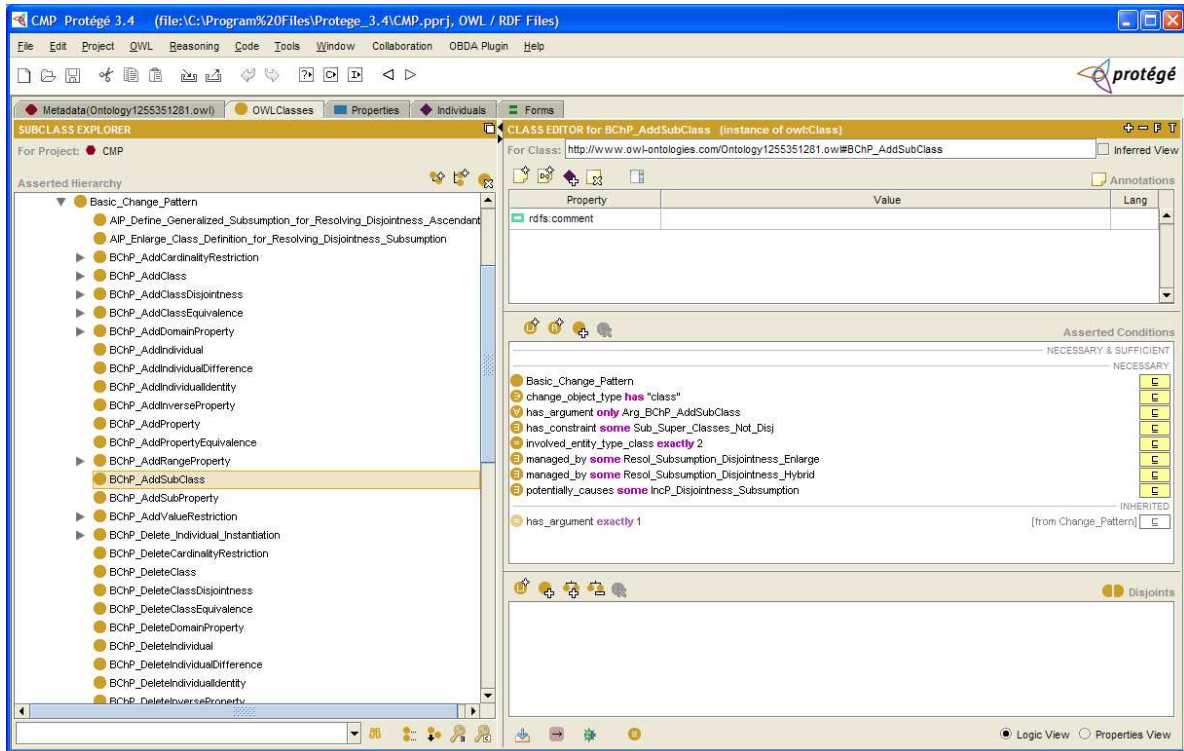 CMP Protégé 3.4 (file:\C:\Program%20Files\Protege_3.4\CMP.pprj, OWL / RDF Files)
File Edit Project OWL Reasoning Code Tools Window Collaboration OBDA Plugin Help
protégé
Metadata(Ontology1255351281.owl) OWLClasses Properties Individuals Forms
SUBCLASS EXPLORER
For Project: CMP
Asserted Hierarchy
Basic_Change_Pattern
AIP_Define_Generalized_Subsumption_for_Resolving_Disjointness_Ascendant
AIP_Enlarge_Class_Definition_for_Resolving_Disjointness_Subsumption
BChP_AddCardinalityRestriction
BChP_AddClass
BChP_AddClassDisjointness
BChP_AddClassEquivalence
BChP_AddDomainProperty
BChP_AddIndividual
BChP_AddIndividualDifference
BChP_AddIndividualIdentity
BChP_AddInverseProperty
BChP_AddProperty
BChP_AddPropertyEquivalence
BChP_AddRangeProperty
BChP_AddSubClass
BChP_AddSubProperty
BChP_AddValueRestriction
BChP_Delete_Individual_Instantiation
BChP_DeleteCardinalityRestriction
BChP_DeleteClass
BChP_DeleteClassDisjointness
BChP_DeleteClassEquivalence
BChP_DeleteDomainProperty
BChP_DeleteIndividual
BChP_DeleteIndividualDifference
BChP_DeleteIndividualIdentity
BChP_DeleteInverseProperty
CLASS EDITOR for BChP_AddSubClass (instance of owl:Class)
For Class: http://www.owl-ontologies.com/Ontology1255351281.owl#BChP_AddSubClass Inferred View
Annotations
Property Value Lang
rdfs:comment
Asserted Conditions
NECESSARY & SUFFICIENT
NECESSARY
Basic_Change_Pattern
change_object_type has "class"
has_argument only Arg_BChP_AddSubClass
has_constraint some Sub_Super_Classes_Not_Disj
involved_entity_type_class exactly 2
managed_by some Resol_Subsumption_Disjointness_Enlarge
managed_by some Resol_Subsumption_Disjointness_Hybrid
potentially_causes some IncP_Disjointness_Subsumption
INHERITED
has_argument exactly 1 [from Change_Pattern]
Disjoints
Logic View Properties View